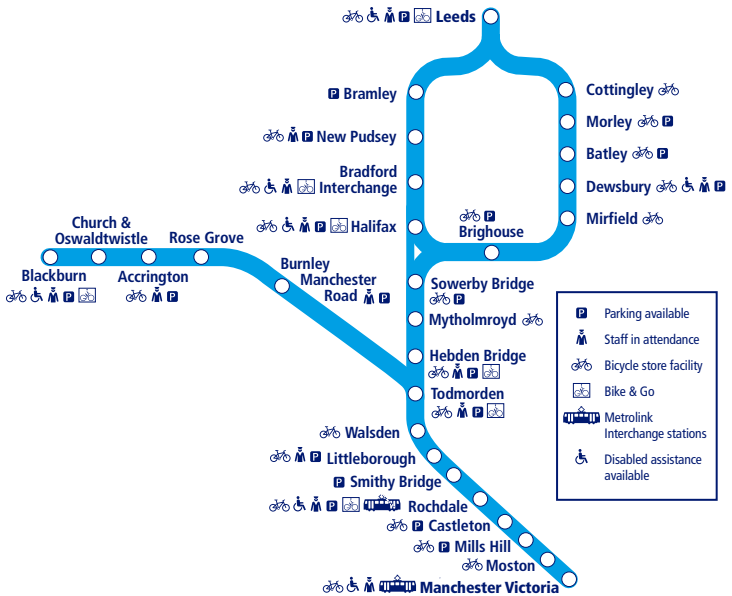 Leeds
Bramley
New Pudsey
Bradford
Interchange
Halifax
Cottingley
Morley
Batley
Dewsbury
Mirfield
Brighouse
Church &
Oswaldtwistle
Rose Grove
Blackburn
Accrington
Burnley
Manchester
Road
Sowerby Bridge
Mytholmroyd
Hebden Bridge
Todmorden
Walsden
Littleborough
Smithy Bridge
Rochdale
Castleton
Mills Hill
Moston
Manchester Victoria
P Parking available
Staff in attendance
Bicycle store facility
Bike & Go
Metrolink
Interchange stations
Disabled assistance
available